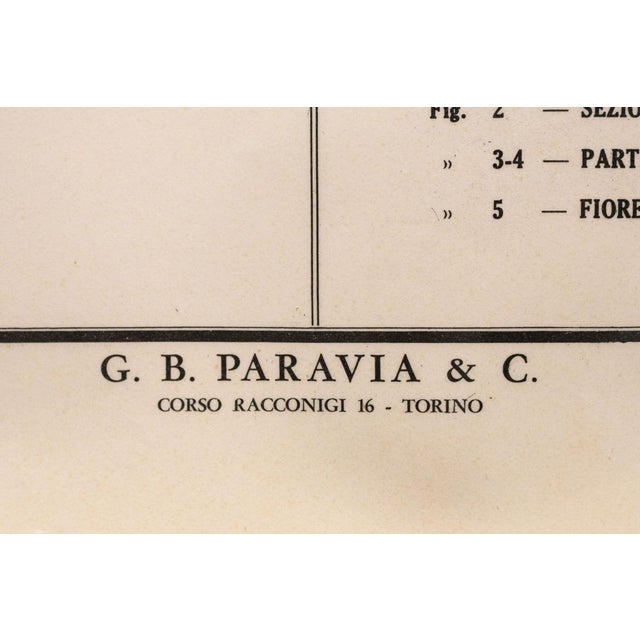 Fig. 2 — SEZIO
„ 3-4 — PART
„ 5 — FIORE
G. B. PARAVIA & C.
CORSO RACCONIGI 16 - TORINO